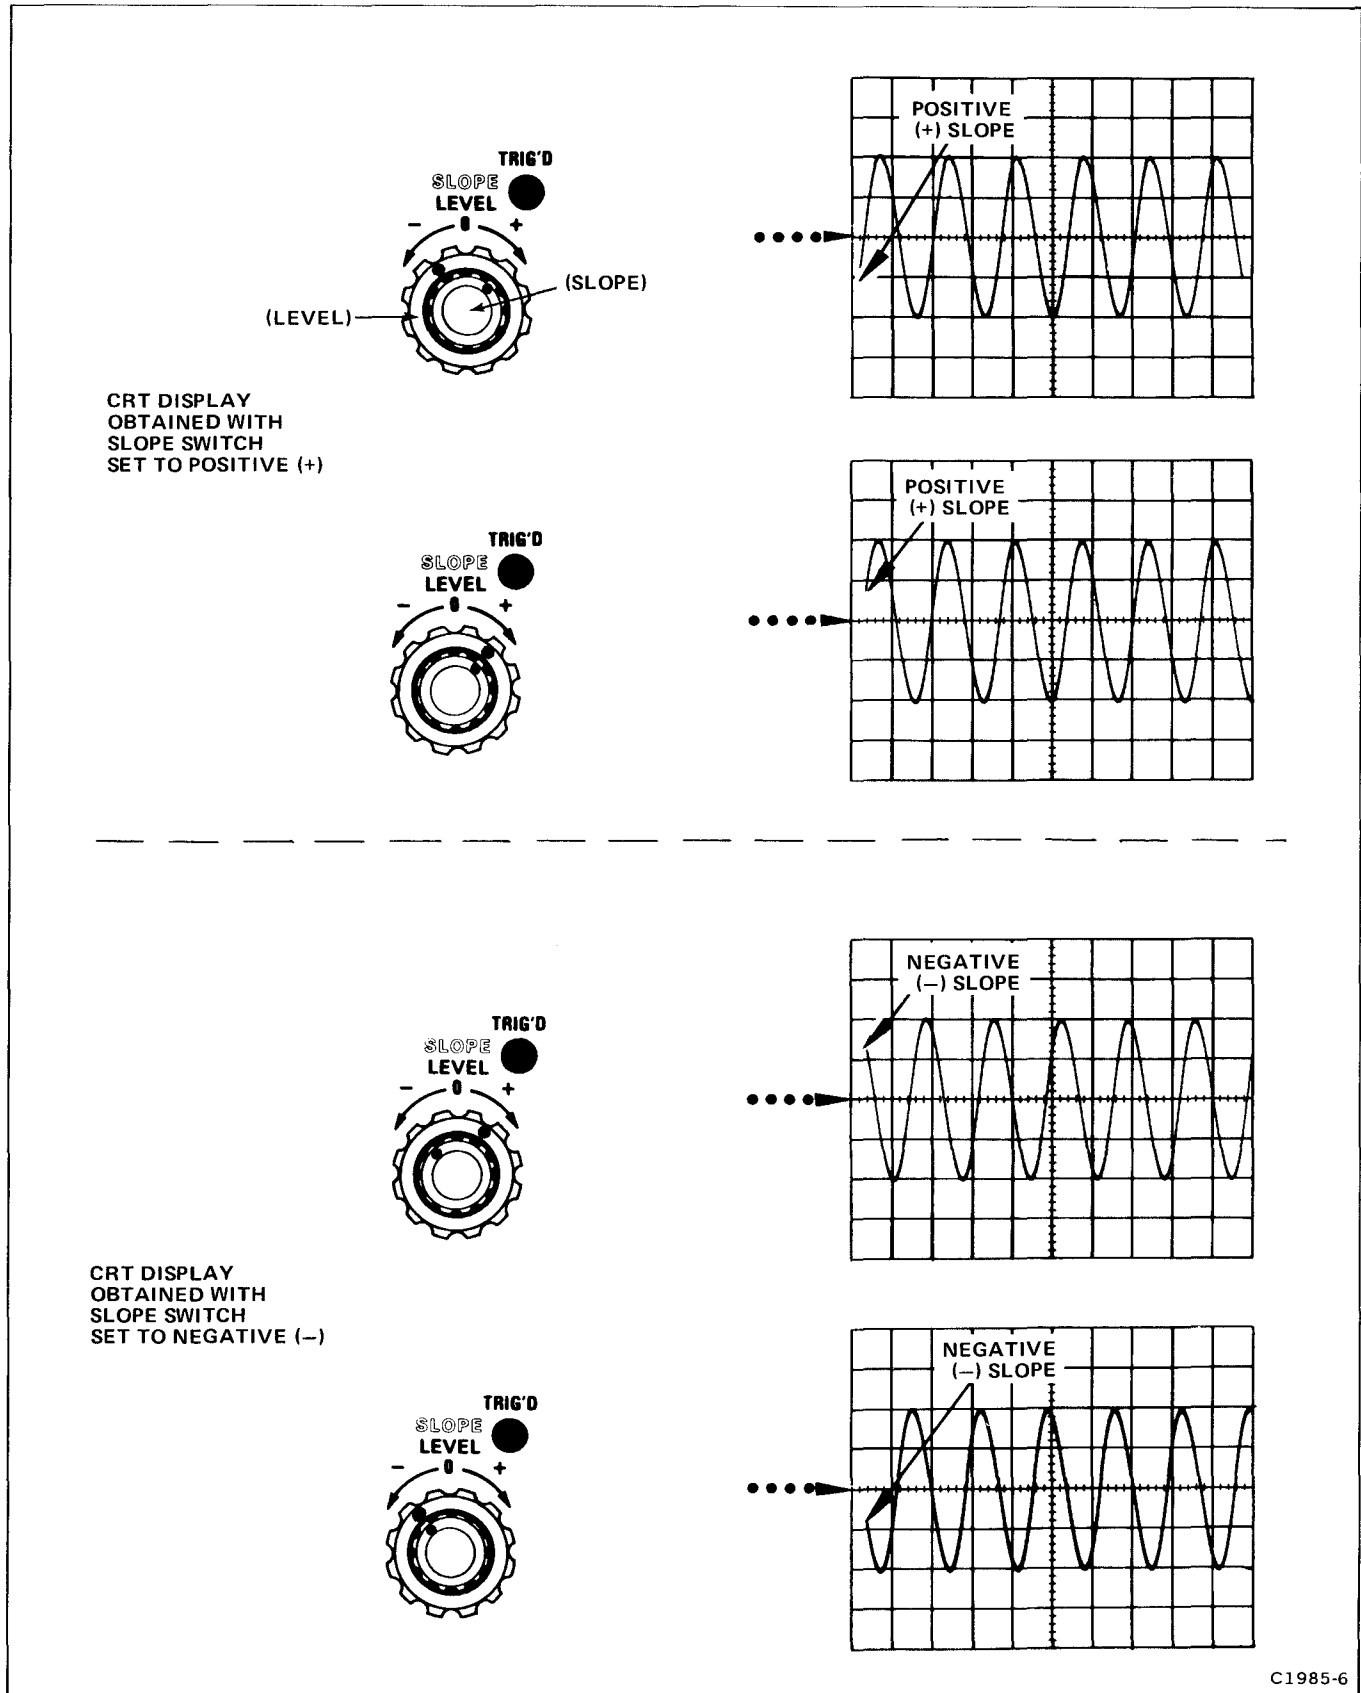 POSITIVE
(+) SLOPE
TRIG'D
SLOPE
LEVEL
- 0 +
(SLOPE)
(LEVEL)
CRT DISPLAY
OBTAINED WITH
SLOPE SWITCH
SET TO POSITIVE (+)
POSITIVE
(+) SLOPE
TRIG'D
SLOPE
LEVEL
- 0 +
NEGATIVE
(—) SLOPE
TRIG'D
SLOPE
LEVEL
- 0 +
CRT DISPLAY
OBTAINED WITH
SLOPE SWITCH
SET TO NEGATIVE (—)
NEGATIVE
(—) SLOPE
TRIG'D
SLOPE
LEVEL
- 0 +
C1985-6